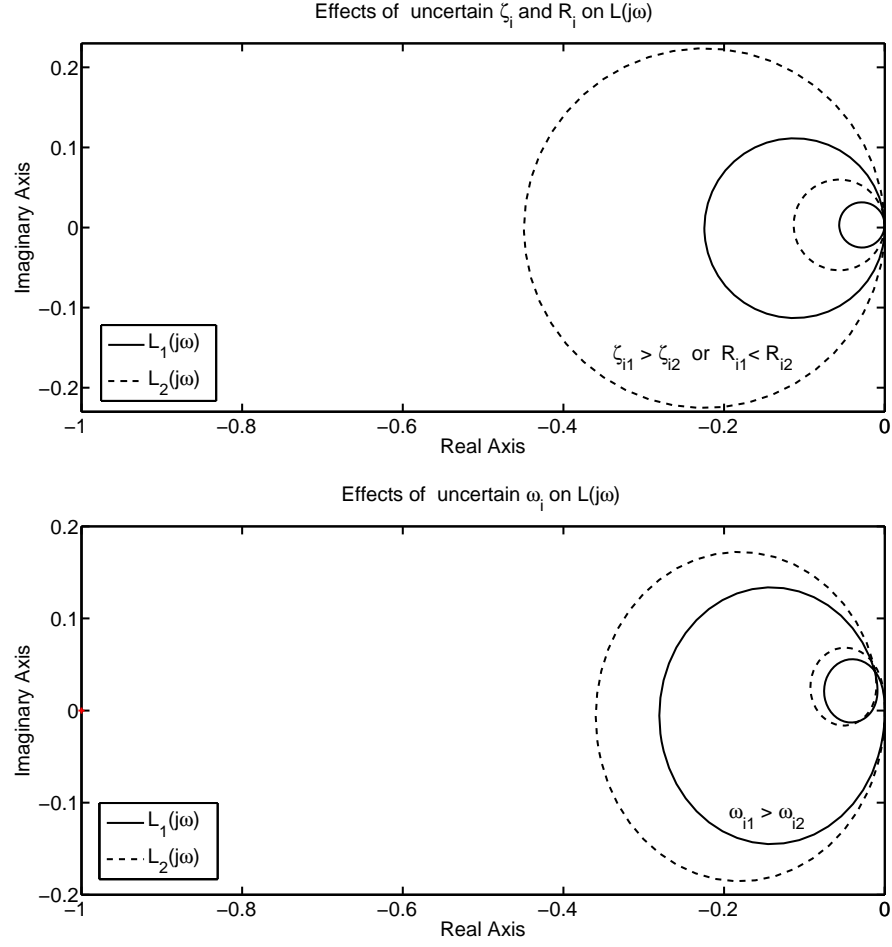 Effects of uncertain ζi and Ri on L(jω)
Imaginary Axis
0.2
0.1
0
−0.1
−0.2
L1(jω)
L2(jω)
ζi1 > ζi2 or Ri1< Ri2
−1 −0.8 −0.6 −0.4 −0.2 0
Real Axis
Effects of uncertain ωi on L(jω)
Imaginary Axis
0.2
0.1
0
−0.1
−0.2
L1(jω)
L2(jω)
ωi1 > ωi2
−1 −0.8 −0.6 −0.4 −0.2 0
Real Axis